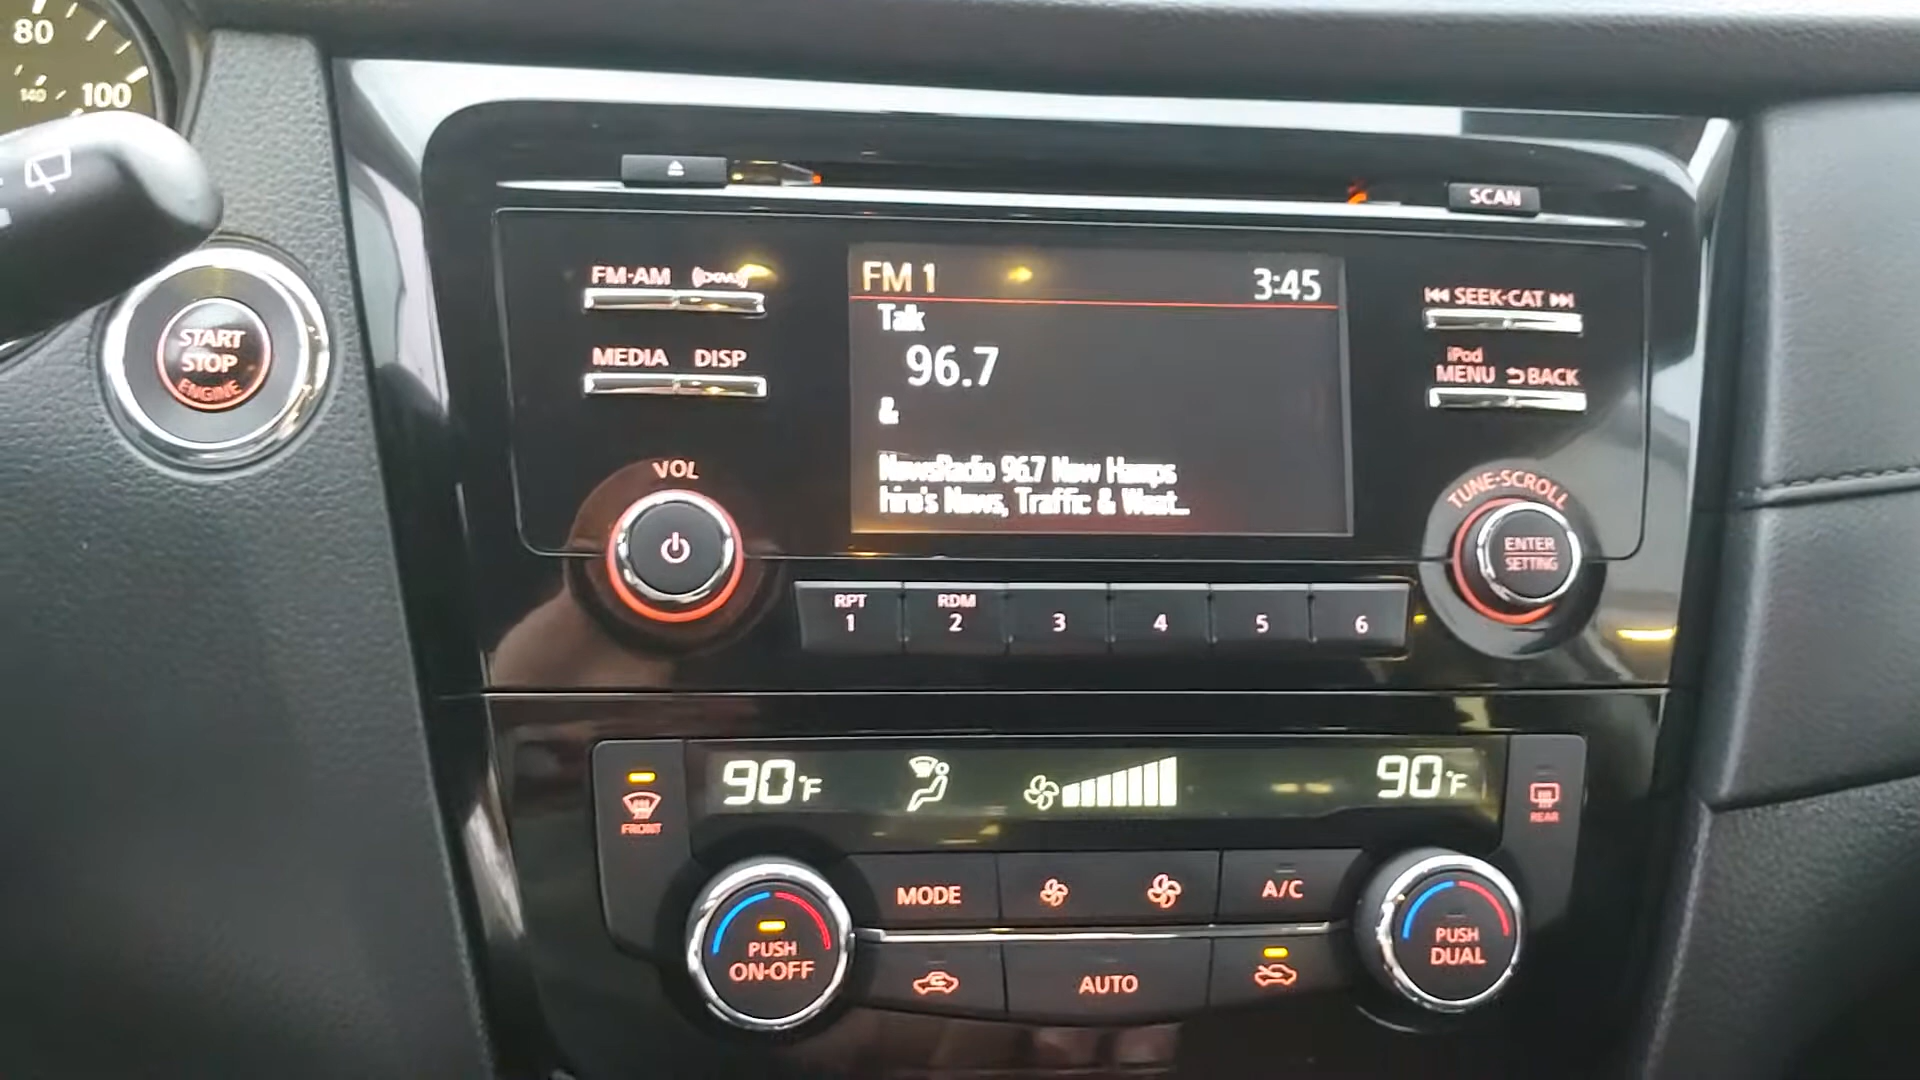 80
140
100
START
STOP
ENGINE
SCAN
FM·AM
MEDIA DISP
VOL
FM 1 3:45
Talk
96.7
&
NewsRadio 96.7 New Hamps
hire's News, Traffic & Weat...
SEEK·CAT
iPod
MENU BACK
TUNE·SCROLL
ENTER
SETTING
RPT
1
RDM
2
3
4
5
6
90°F
90°F
FRONT
REAR
MODE
A/C
PUSH
ON·OFF
AUTO
PUSH
DUAL